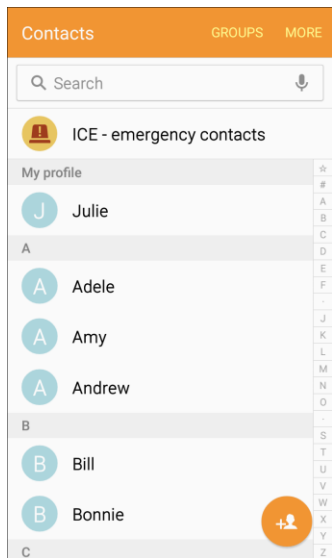 Contacts GROUPS MORE
Search
ICE - emergency contacts
My profile
J Julie
A
A Adele
A Amy
A Andrew
B
B Bill
B Bonnie
C
☆
#
A
B
C
D
E
F
·
J
K
L
M
N
O
·
S
T
U
V
W
X
Y
Z